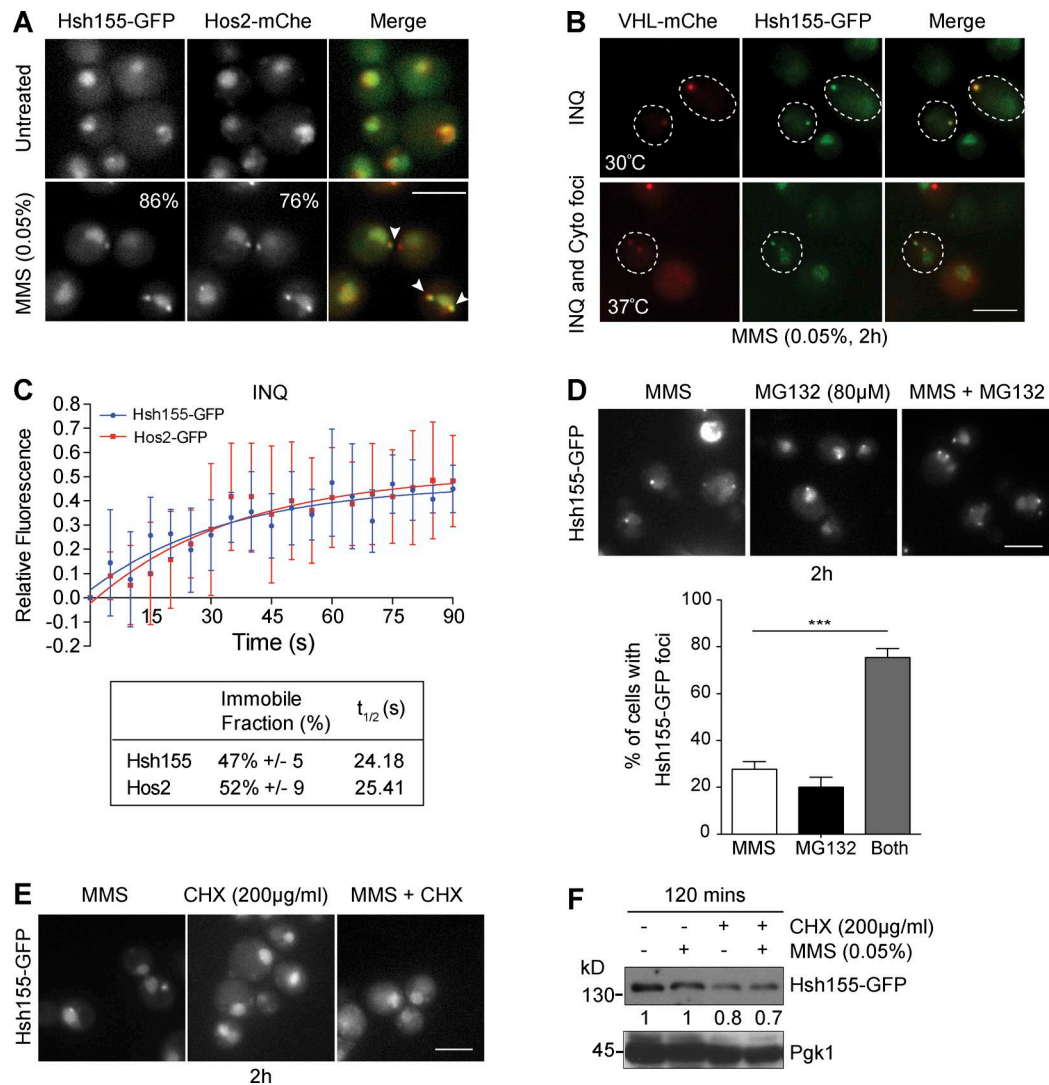 A
Hsh155-GFP Hos2-mChe Merge
Untreated
MMS (0.05%)
86% 76%
B
VHL-mChe Hsh155-GFP Merge
INQ
30°C
INQ and Cyto foci
37°C
MMS (0.05%, 2h)
C
INQ
Hsh155-GFP
Hos2-GFP
Relative Fluorescence
0.8
0.7
0.6
0.5
0.4
0.3
0.2
0.1
0.0
-0.1
-0.2
15 30 45 60 75 90
Time (s)
Immobile Fraction (%) t1/2 (s)
Hsh155 47% +/- 5 24.18
Hos2 52% +/- 9 25.41
D
MMS MG132 (80µM) MMS + MG132
Hsh155-GFP
2h
% of cells with
Hsh155-GFP foci
100
80
60
40
20
0
***
MMS MG132 Both
E
MMS CHX (200µg/ml) MMS + CHX
Hsh155-GFP
2h
F
120 mins
- - + + CHX (200µg/ml)
- + - + MMS (0.05%)
kD
130
Hsh155-GFP
1 1 0.8 0.7
45
Pgk1